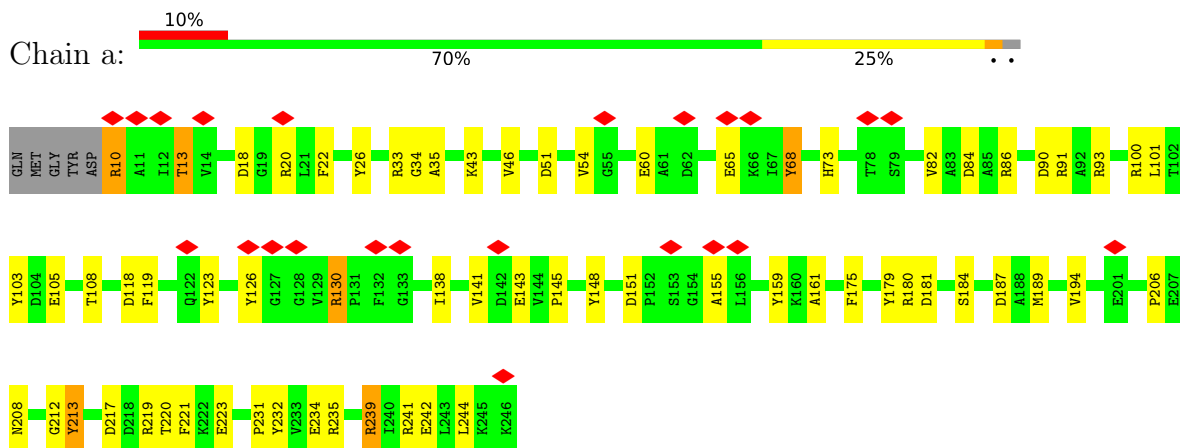 10%
Chain a:
70% 25% • •
GLN MET GLY TYR ASP R10 A11 I12 T13 V14 D18 G19 R20 L21 F22 Y26 R33 G34 A35 K43 V46 D51 V54 G55 E60 A61 D62 E65 K66 I67 Y68 H73 T78 S79 V82 A83 D84 A85 R86 D90 R91 A92 R93 R100 L101 T102
Y103 D104 E105 T108 D118 F119 Q122 Y123 Y126 G127 G128 V129 R130 P131 F132 G133 I138 V141 D142 E143 V144 P145 Y148 D151 P152 S153 G154 A155 L156 Y159 K160 A161 F175 Y179 R180 D181 S184 D187 A188 M189 V194 E201 P206 E207
N208 G212 Y213 D217 D218 R219 T220 F221 K222 E223 P231 Y232 V233 E234 R235 R239 I240 R241 E242 L243 L244 K245 K246